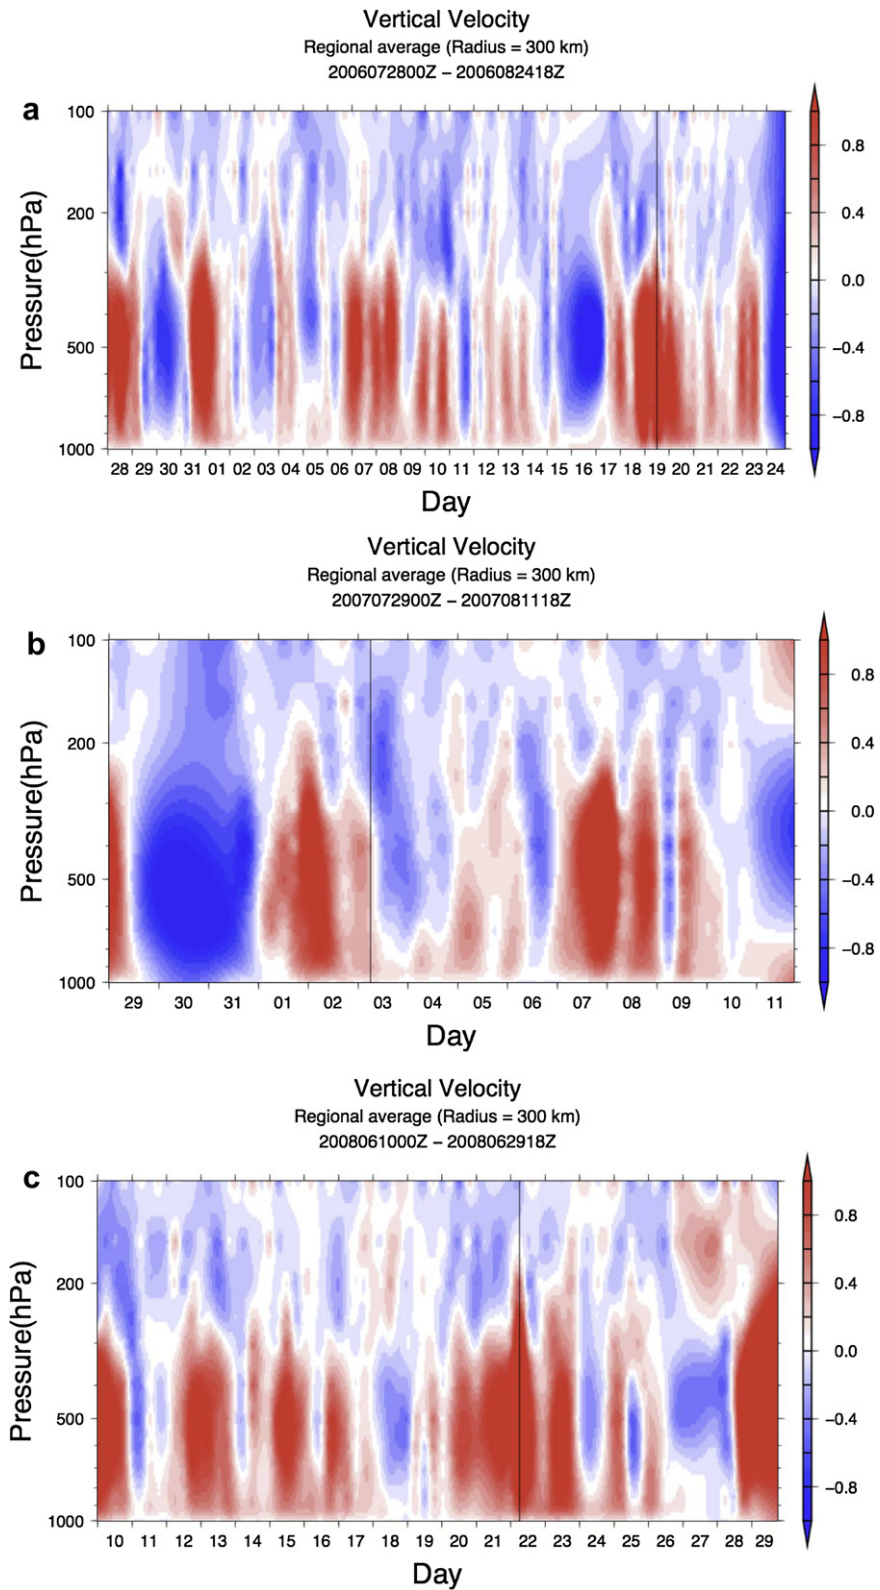 Vertical Velocity
Regional average (Radius = 300 km)
2006072800Z – 2006082418Z
a
100
200
500
1000
Pressure(hPa)
28 29 30 31 01 02 03 04 05 06 07 08 09 10 11 12 13 14 15 16 17 18 19 20 21 22 23 24
Day
0.8
0.4
0.0
−0.4
−0.8
Vertical Velocity
Regional average (Radius = 300 km)
2007072900Z – 2007081118Z
b
100
200
500
1000
Pressure(hPa)
29 30 31 01 02 03 04 05 06 07 08 09 10 11
Day
0.8
0.4
0.0
−0.4
−0.8
Vertical Velocity
Regional average (Radius = 300 km)
2008061000Z – 2008062918Z
c
100
200
500
1000
Pressure(hPa)
10 11 12 13 14 15 16 17 18 19 20 21 22 23 24 25 26 27 28 29
Day
0.8
0.4
0.0
−0.4
−0.8